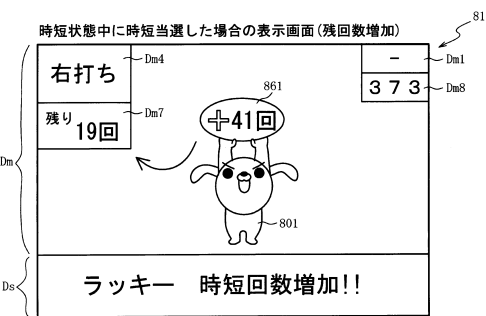 時短状態中に時短当選した場合の表示画面(残回数増加)
81
右打ち
Dm4
－
Dm1
373
Dm8
残り 19回
Dm7
861
＋41回
Dm
801
Ds
ラッキー 時短回数増加!!